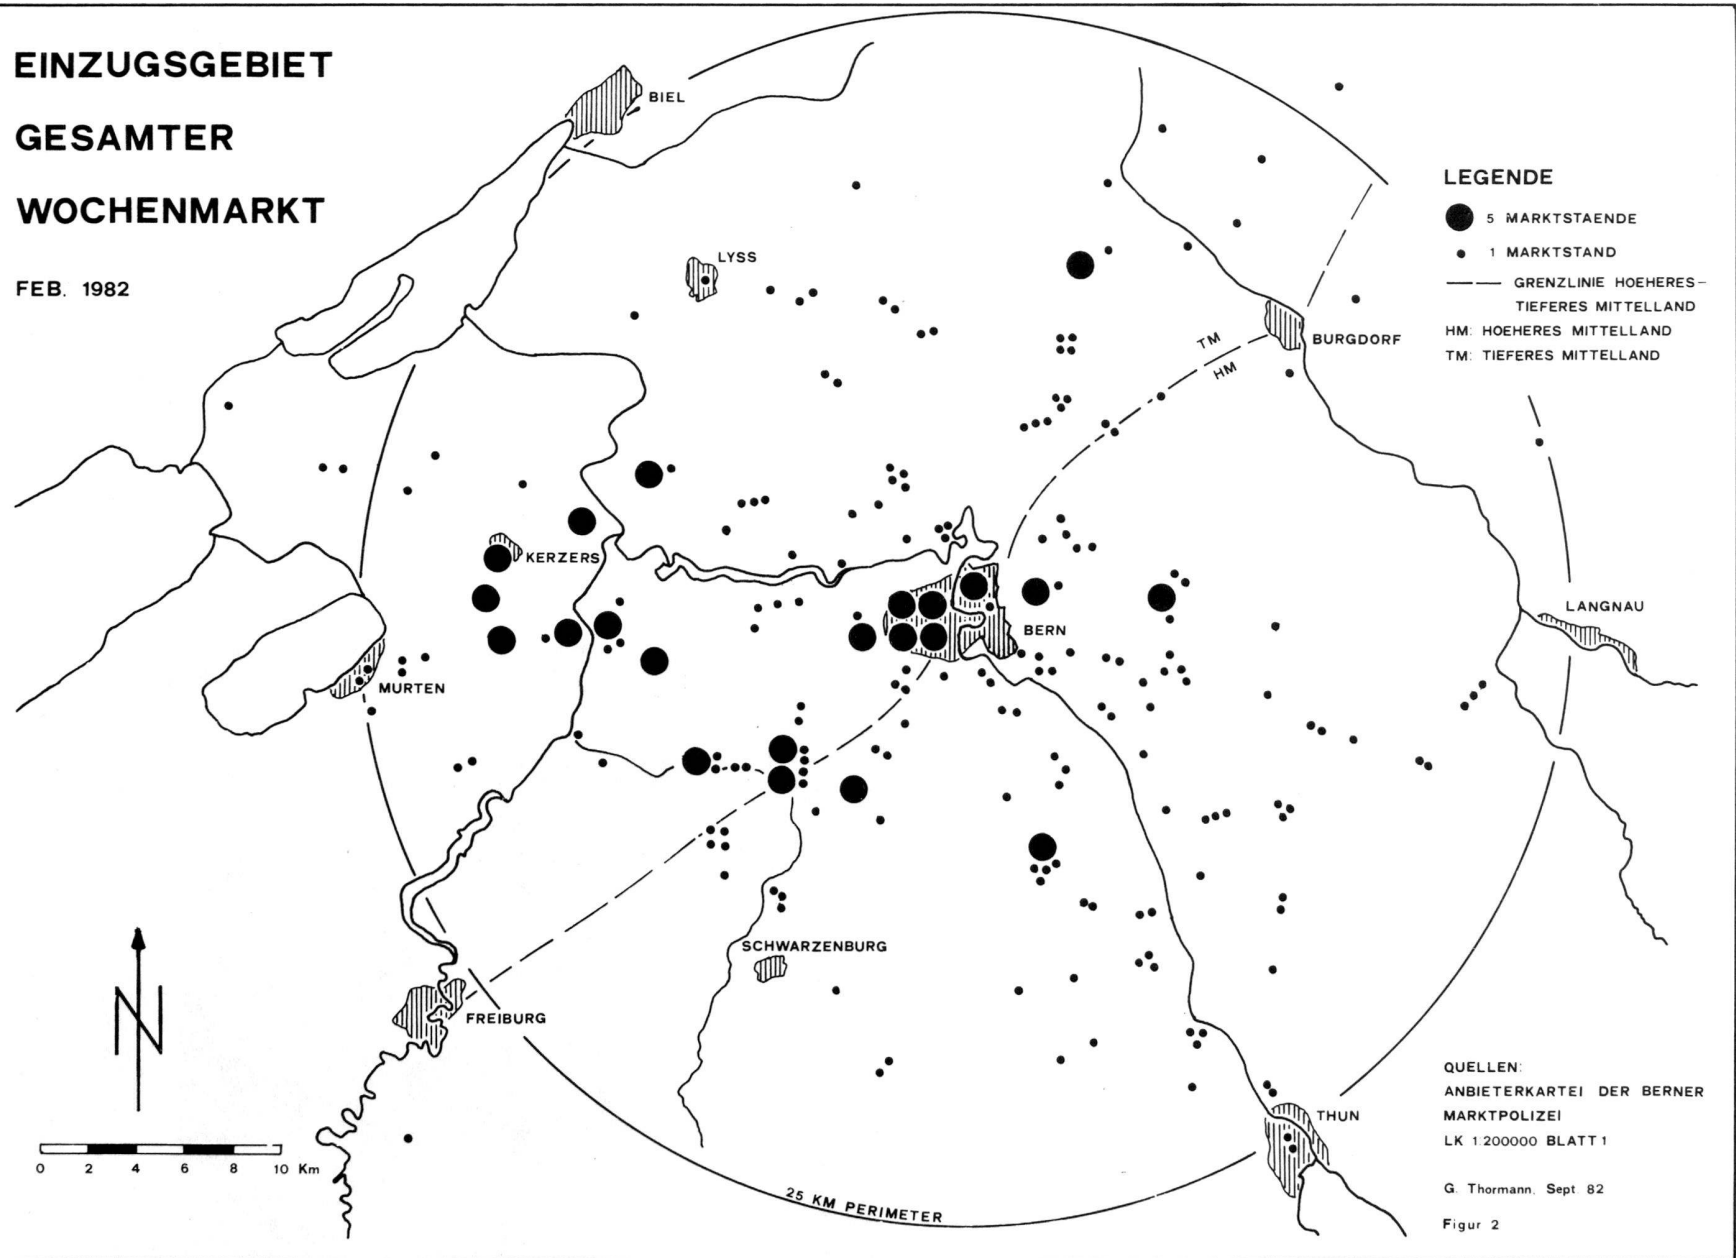 EINZUGSGEBIET
GESAMTER
WOCHENMARKT
FEB. 1982
BIEL
LYSS
BURGDORF
TM
HM
KERZERS
BERN
LANGNAU
MURTEN
SCHWARZENBURG
FREIBURG
THUN
25 KM PERIMETER
N
0 2 4 6 8 10 Km
LEGENDE
5 MARKTSTAENDE
1 MARKTSTAND
GRENZLINIE HOEHERES-
TIEFERES MITTELLAND
HM: HOEHERES MITTELLAND
TM: TIEFERES MITTELLAND
QUELLEN:
ANBIETERKARTEI DER BERNER
MARKTPOLIZEI
LK 1:200000 BLATT 1
G. Thormann, Sept. 82
Figur 2